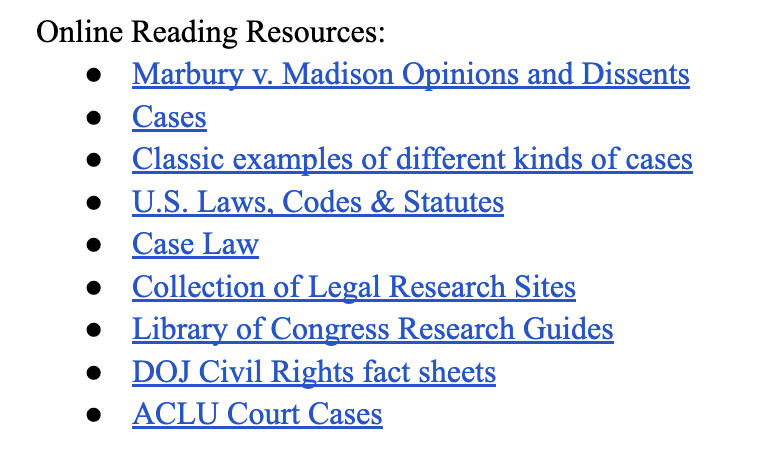 Online Reading Resources:
● Marbury v. Madison Opinions and Dissents
● Cases
● Classic examples of different kinds of cases
● U.S. Laws, Codes & Statutes
● Case Law
● Collection of Legal Research Sites
● Library of Congress Research Guides
● DOJ Civil Rights fact sheets
● ACLU Court Cases